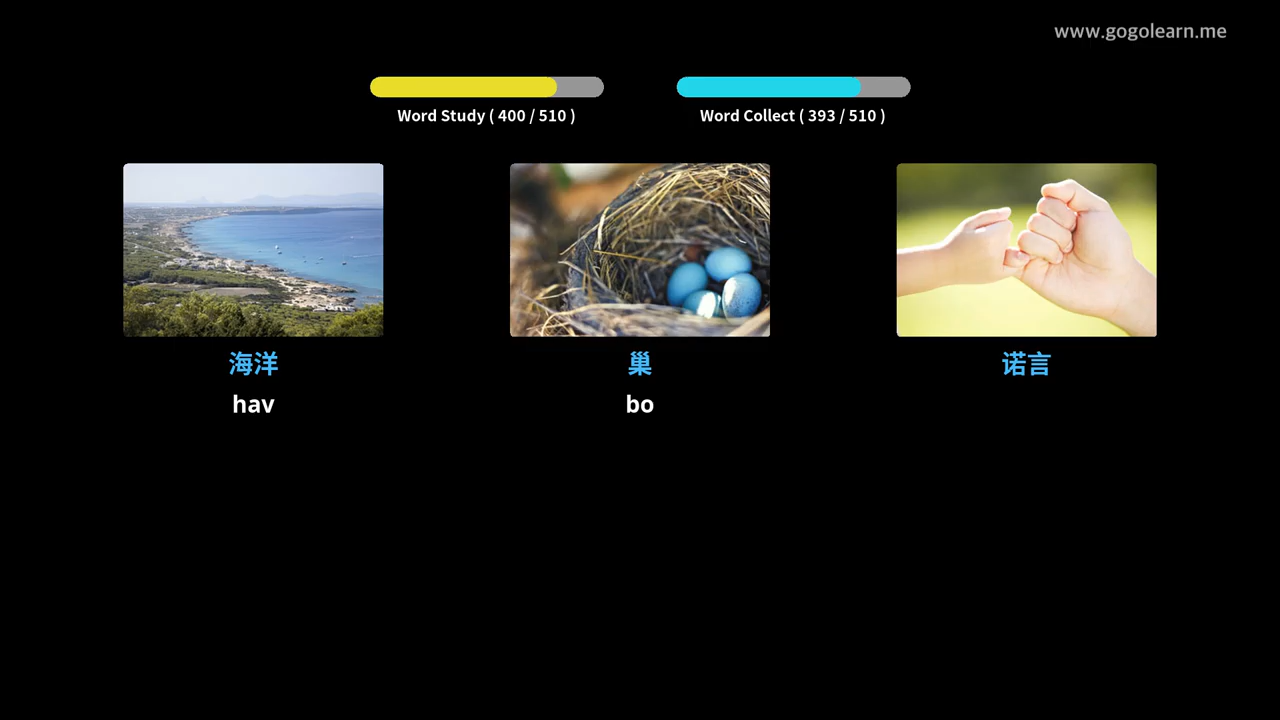 www.gogolearn.me
Word Study ( 400 / 510 )
Word Collect ( 393 / 510 )
海洋
巢
诺言
hav
bo